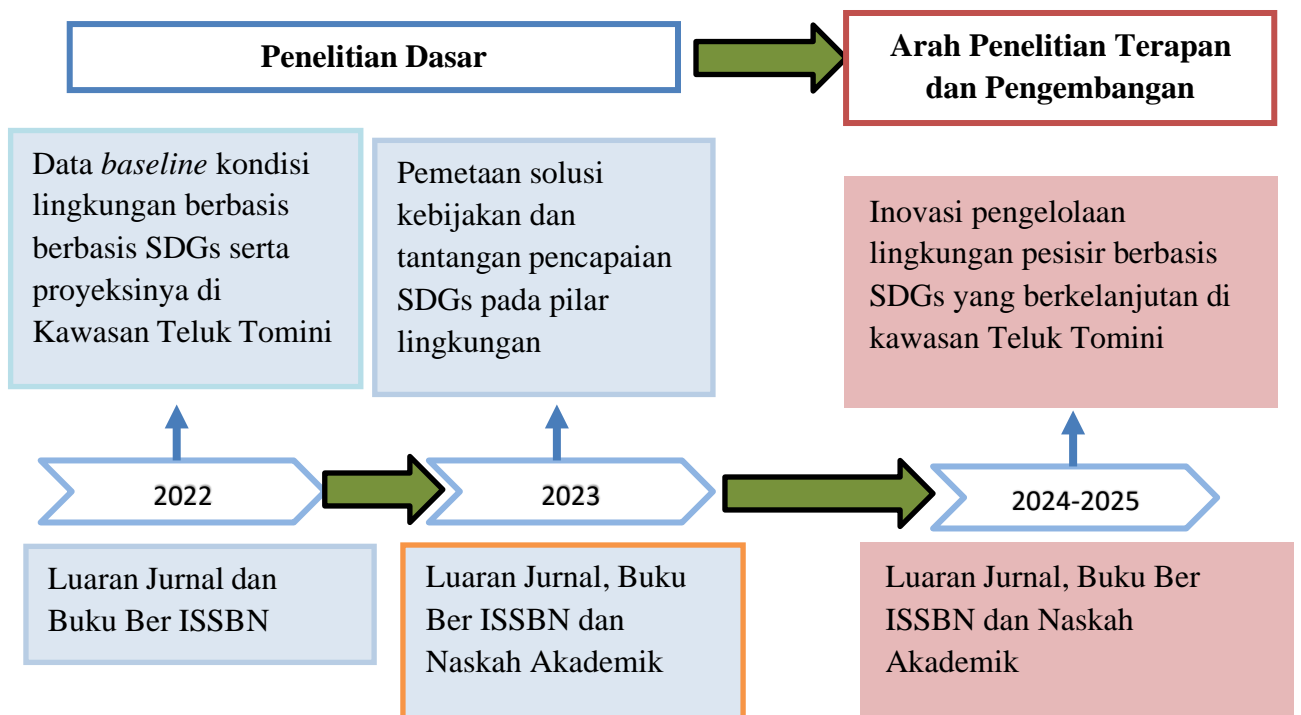 Penelitian Dasar
Arah Penelitian Terapan
dan Pengembangan
Data baseline kondisi
lingkungan berbasis
berbasis SDGs serta
proyeksinya di
Kawasan Teluk Tomini
Pemetaan solusi
kebijakan dan
tantangan pencapaian
SDGs pada pilar
lingkungan
Inovasi pengelolaan
lingkungan pesisir berbasis
SDGs yang berkelanjutan di
kawasan Teluk Tomini
2022
2023
2024-2025
Luaran Jurnal dan
Buku Ber ISSBN
Luaran Jurnal, Buku
Ber ISSBN dan
Naskah Akademik
Luaran Jurnal, Buku Ber
ISSBN dan Naskah
Akademik